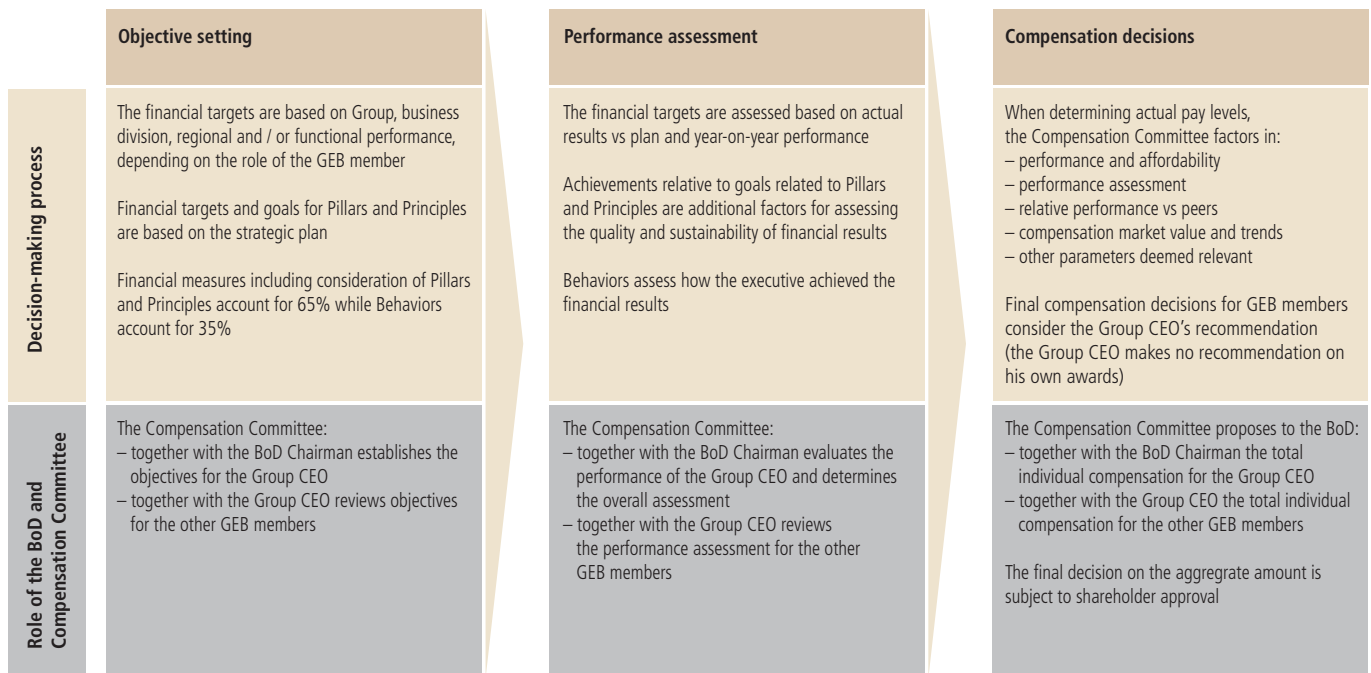 Objective setting
Performance assessment
Compensation decisions
Decision-making process
The financial targets are based on Group, business
division, regional and / or functional performance,
depending on the role of the GEB member
Financial targets and goals for Pillars and Principles
are based on the strategic plan
Financial measures including consideration of Pillars
and Principles account for 65% while Behaviors
account for 35%
The financial targets are assessed based on actual
results vs plan and year-on-year performance
Achievements relative to goals related to Pillars
and Principles are additional factors for assessing
the quality and sustainability of financial results
Behaviors assess how the executive achieved the
financial results
When determining actual pay levels,
the Compensation Committee factors in:
– performance and affordability
– performance assessment
– relative performance vs peers
– compensation market value and trends
– other parameters deemed relevant
Final compensation decisions for GEB members
consider the Group CEO's recommendation
(the Group CEO makes no recommendation on
his own awards)
Role of the BoD and
Compensation Committee
The Compensation Committee:
– together with the BoD Chairman establishes the
objectives for the Group CEO
– together with the Group CEO reviews objectives
for the other GEB members
The Compensation Committee:
– together with the BoD Chairman evaluates the
performance of the Group CEO and determines
the overall assessment
– together with the Group CEO reviews
the performance assessment for the other
GEB members
The Compensation Committee proposes to the BoD:
– together with the BoD Chairman the total
individual compensation for the Group CEO
– together with the Group CEO the total individual
compensation for the other GEB members
The final decision on the aggregrate amount is
subject to shareholder approval